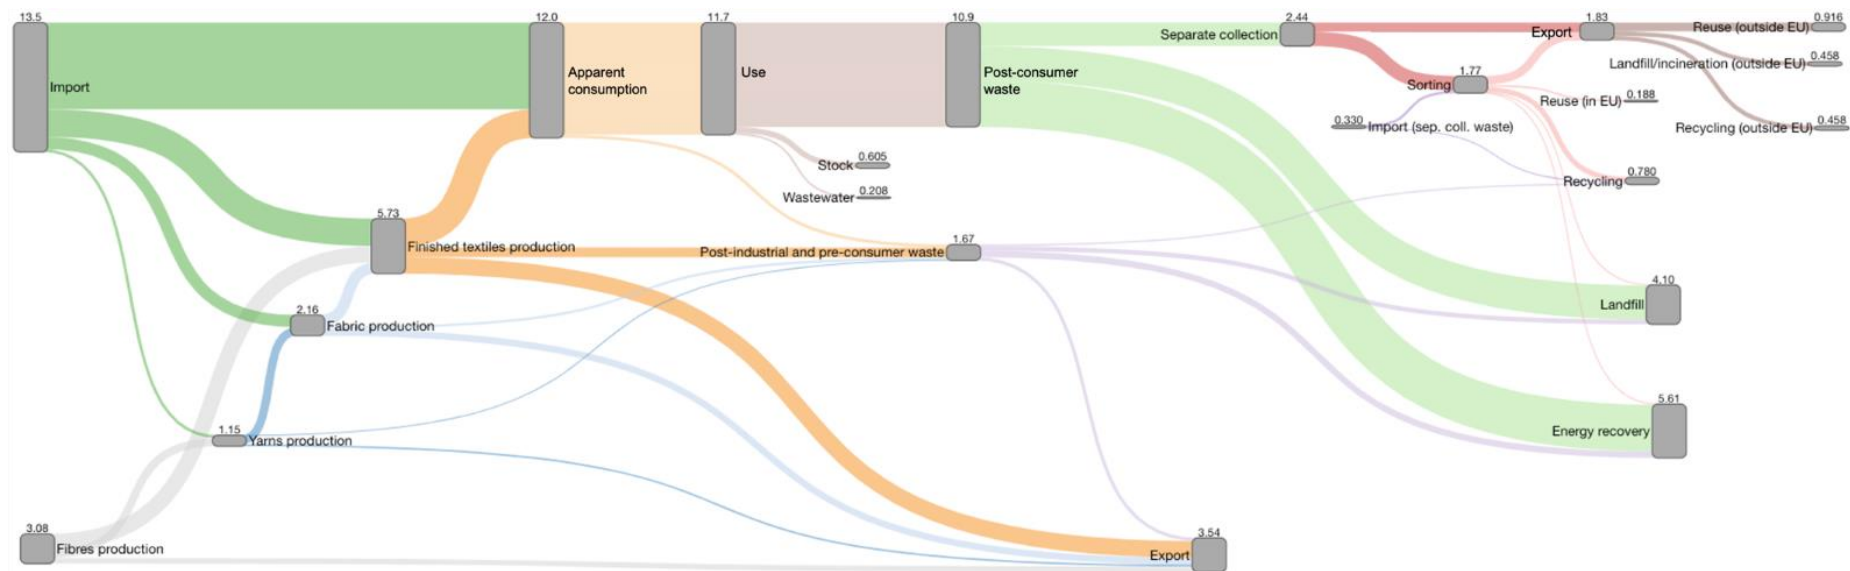 13.5
Import
12.0
Apparent
consumption
11.7
Use
10.9
Post-consumer
waste
Separate collection
2.44
1.83
Export
Reuse (outside EU)
0.916
Landfill/incineration (outside EU)
0.458
1.77
Sorting
Reuse (in EU)
0.188
0.330
Import (sep. coll. waste)
Recycling (outside EU)
0.458
Stock
0.605
Wastewater
0.208
Recycling
0.780
5.73
Finished textiles production
Post-industrial and pre-consumer waste
1.67
2.16
Fabric production
4.10
Landfill
1.15
Yarns production
5.61
Energy recovery
3.08
Fibres production
3.54
Export